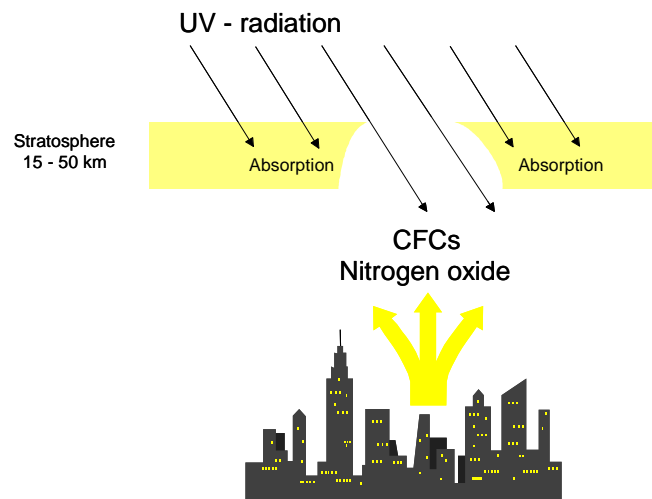 UV - radiation
Stratosphere
15 - 50 km
Absorption
Absorption
CFCs
Nitrogen oxide